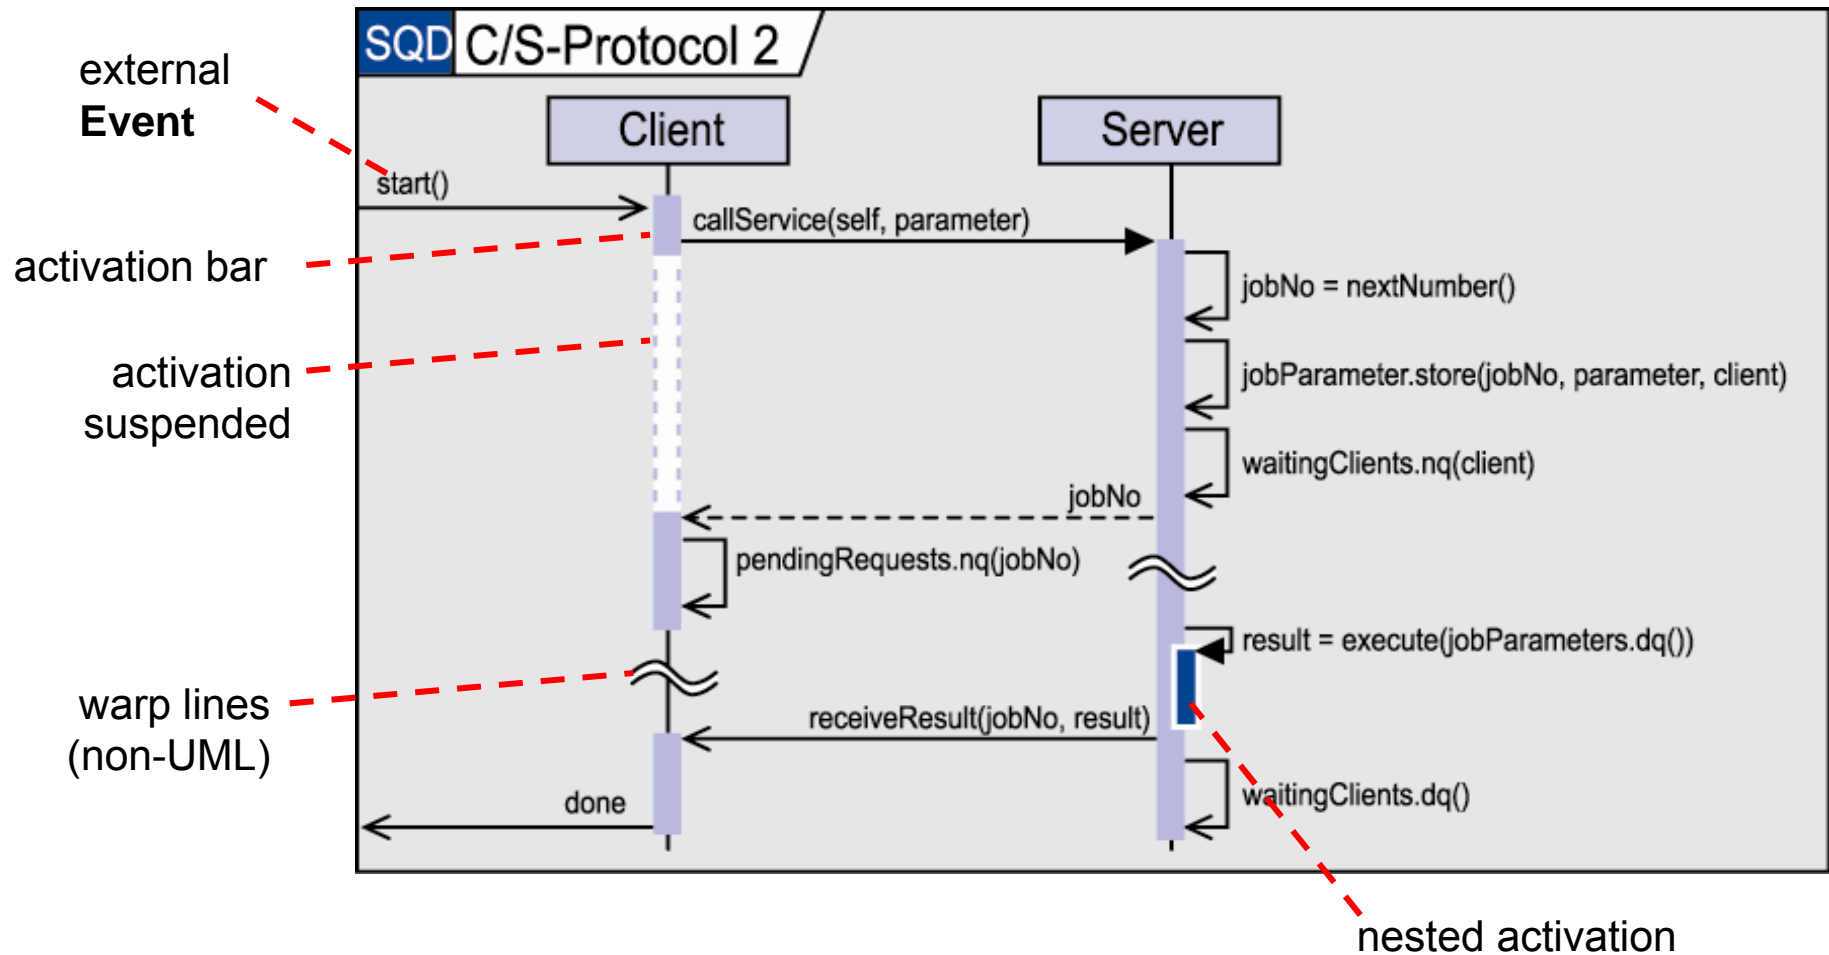 SQD C/S-Protocol 2
external
Event
Client
Server
start()
callService(self, parameter)
activation bar
jobNo = nextNumber()
activation
suspended
jobParameter.store(jobNo, parameter, client)
waitingClients.nq(client)
jobNo
pendingRequests.nq(jobNo)
result = execute(jobParameters.dq())
warp lines
(non-UML)
receiveResult(jobNo, result)
done
waitingClients.dq()
nested activation